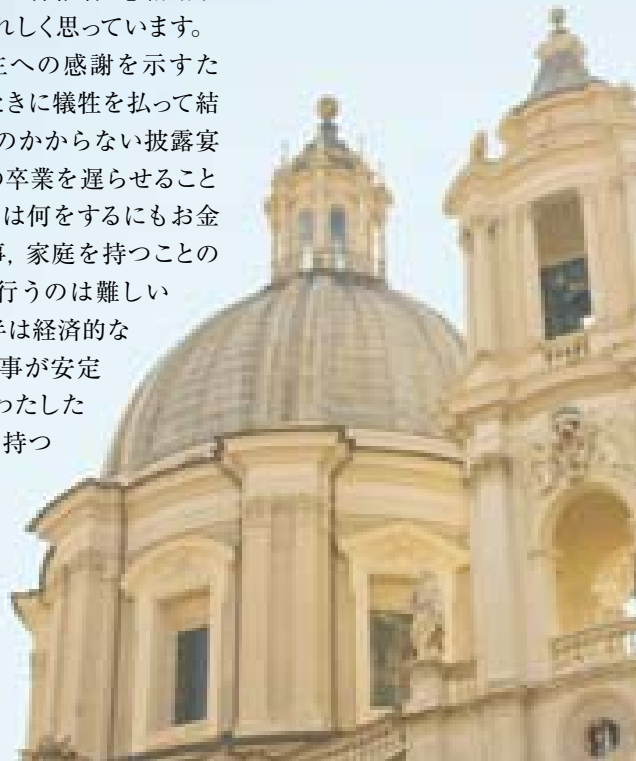 れしく思っています。
主への感謝を示すた
ときに犠牲を払って結
のかからない披露宴
の卒業を遅らせること
は何をするにもお金
事, 家庭を持つことの
行うのは難しい
手は経済的な
事が安定
わたした
持つ